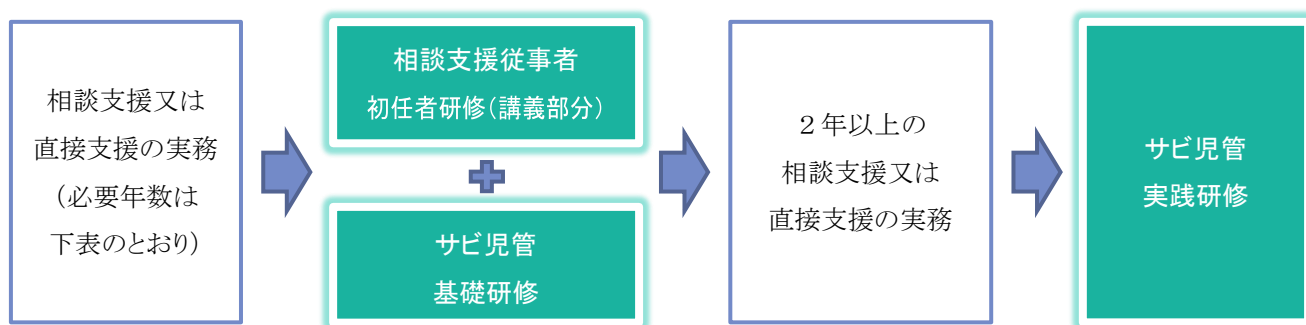 相談支援又は
直接支援の実務
（必要年数は
下表のとおり）
相談支援従事者
初任者研修（講義部分）
サビ児管
基礎研修
２年以上の
相談支援又は
直接支援の実務
サビ児管
実践研修